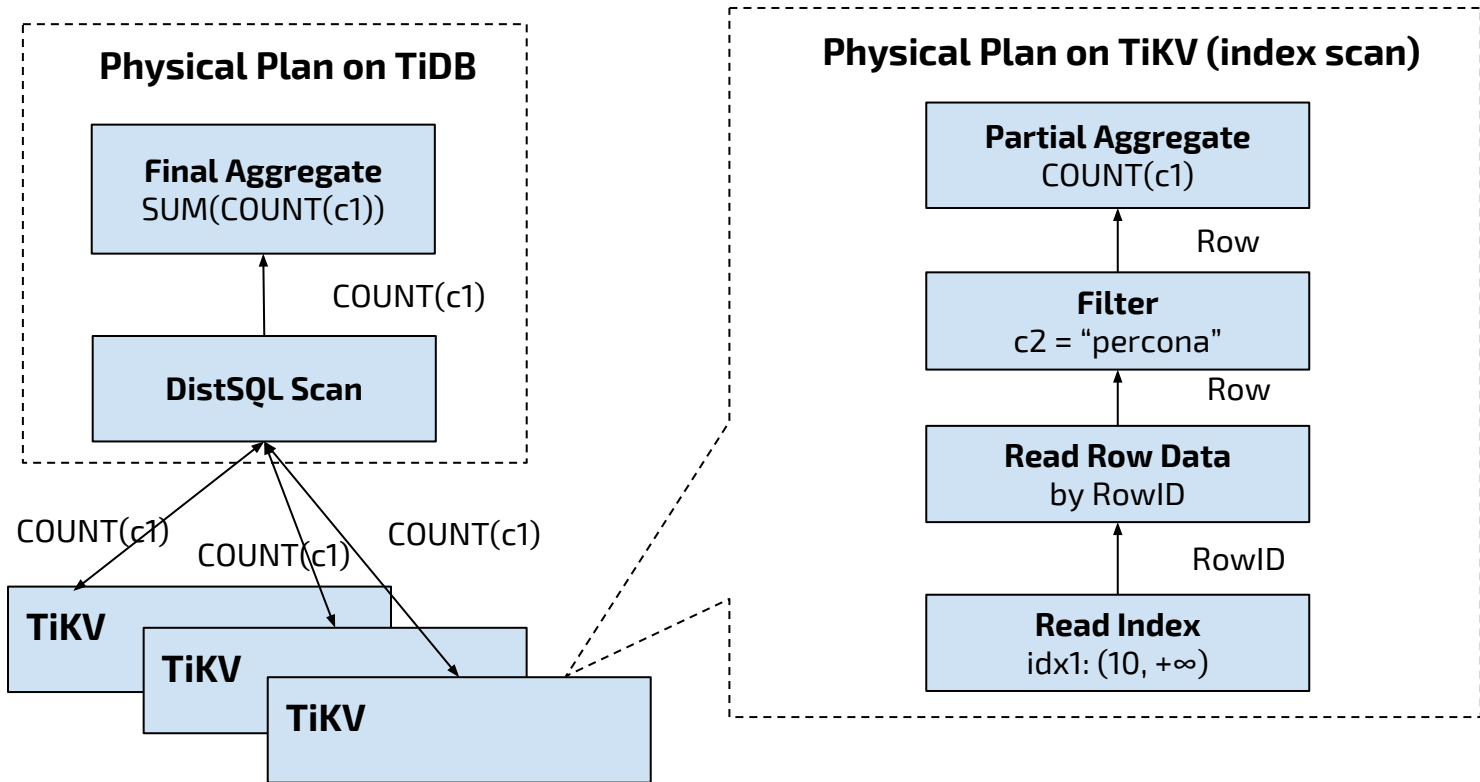 Physical Plan on TiDB
Final Aggregate
SUM(COUNT(c1))
COUNT(c1)
DistSQL Scan
COUNT(c1)
COUNT(c1)
COUNT(c1)
TiKV
TiKV
TiKV
Physical Plan on TiKV (index scan)
Partial Aggregate
COUNT(c1)
Row
Filter
c2 = “percona”
Row
Read Row Data
by RowID
RowID
Read Index
idx1: (10, +∞)